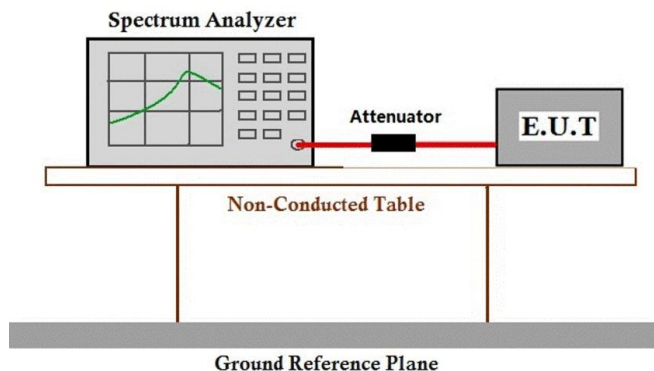 Spectrum Analyzer
Attenuator
E.U.T
Non-Conducted Table
Ground Reference Plane